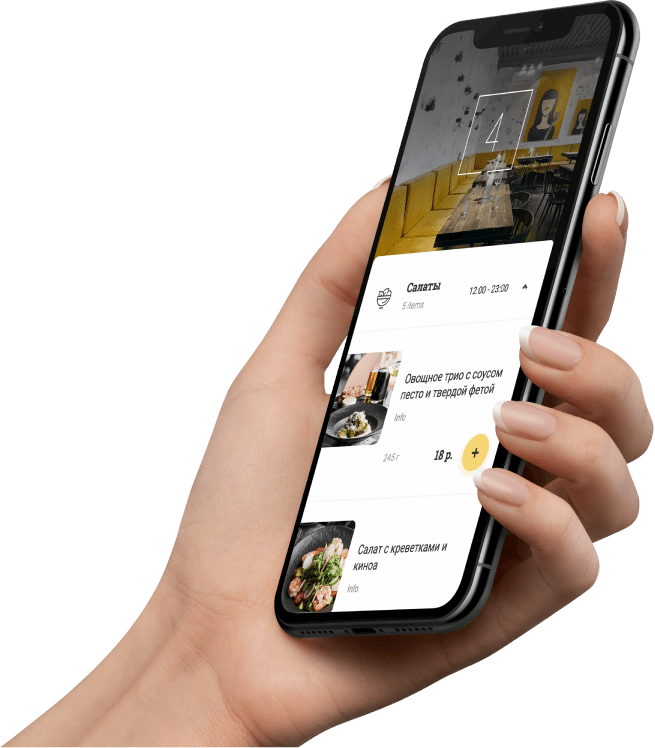 4
Салаты
12:00 - 23:00
5 items
Овощное трио с соусом
песто и твердой фетой
Info
245 г
18 р.
+
Салат с креветками и
киноа
Info